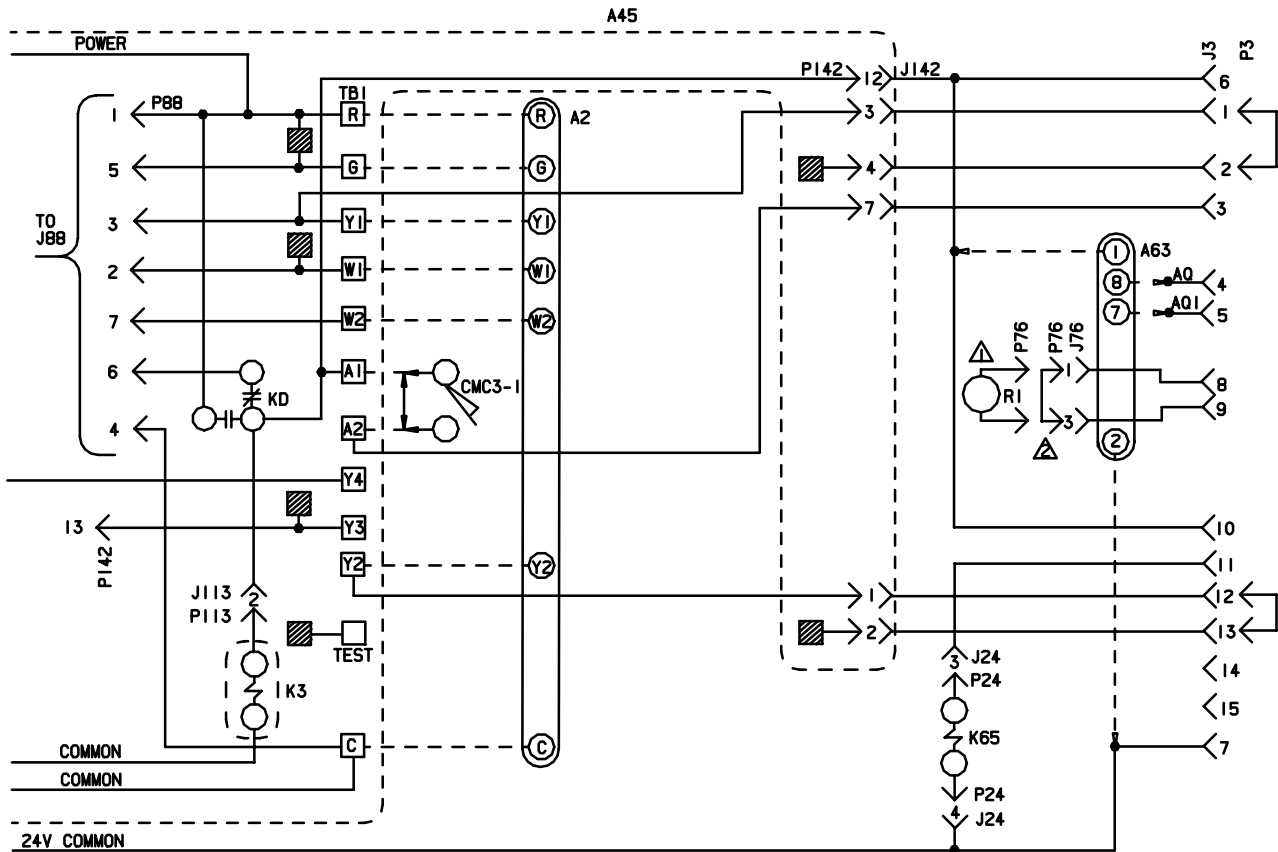 A45
POWER
P142 12 J142
J3
P3
6
P88
TB1
1
R
R
A2
3
1
5
G
G
4
2
TO
J88
3
Y1
Y1
7
3
2
W1
W1
1
A63
8
AQ
4
7
W2
W2
7
AQ1
5
6
A1
CMC3-1
KD
1
R1
P76
P76
J76
1
8
4
A2
2
3
9
2
Y4
13
P142
Y3
10
Y2
Y2
11
J113
2
P113
1
12
TEST
2
13
3
J24
P24
14
K3
15
K65
COMMON
C
C
7
COMMON
P24
4
J24
24V COMMON